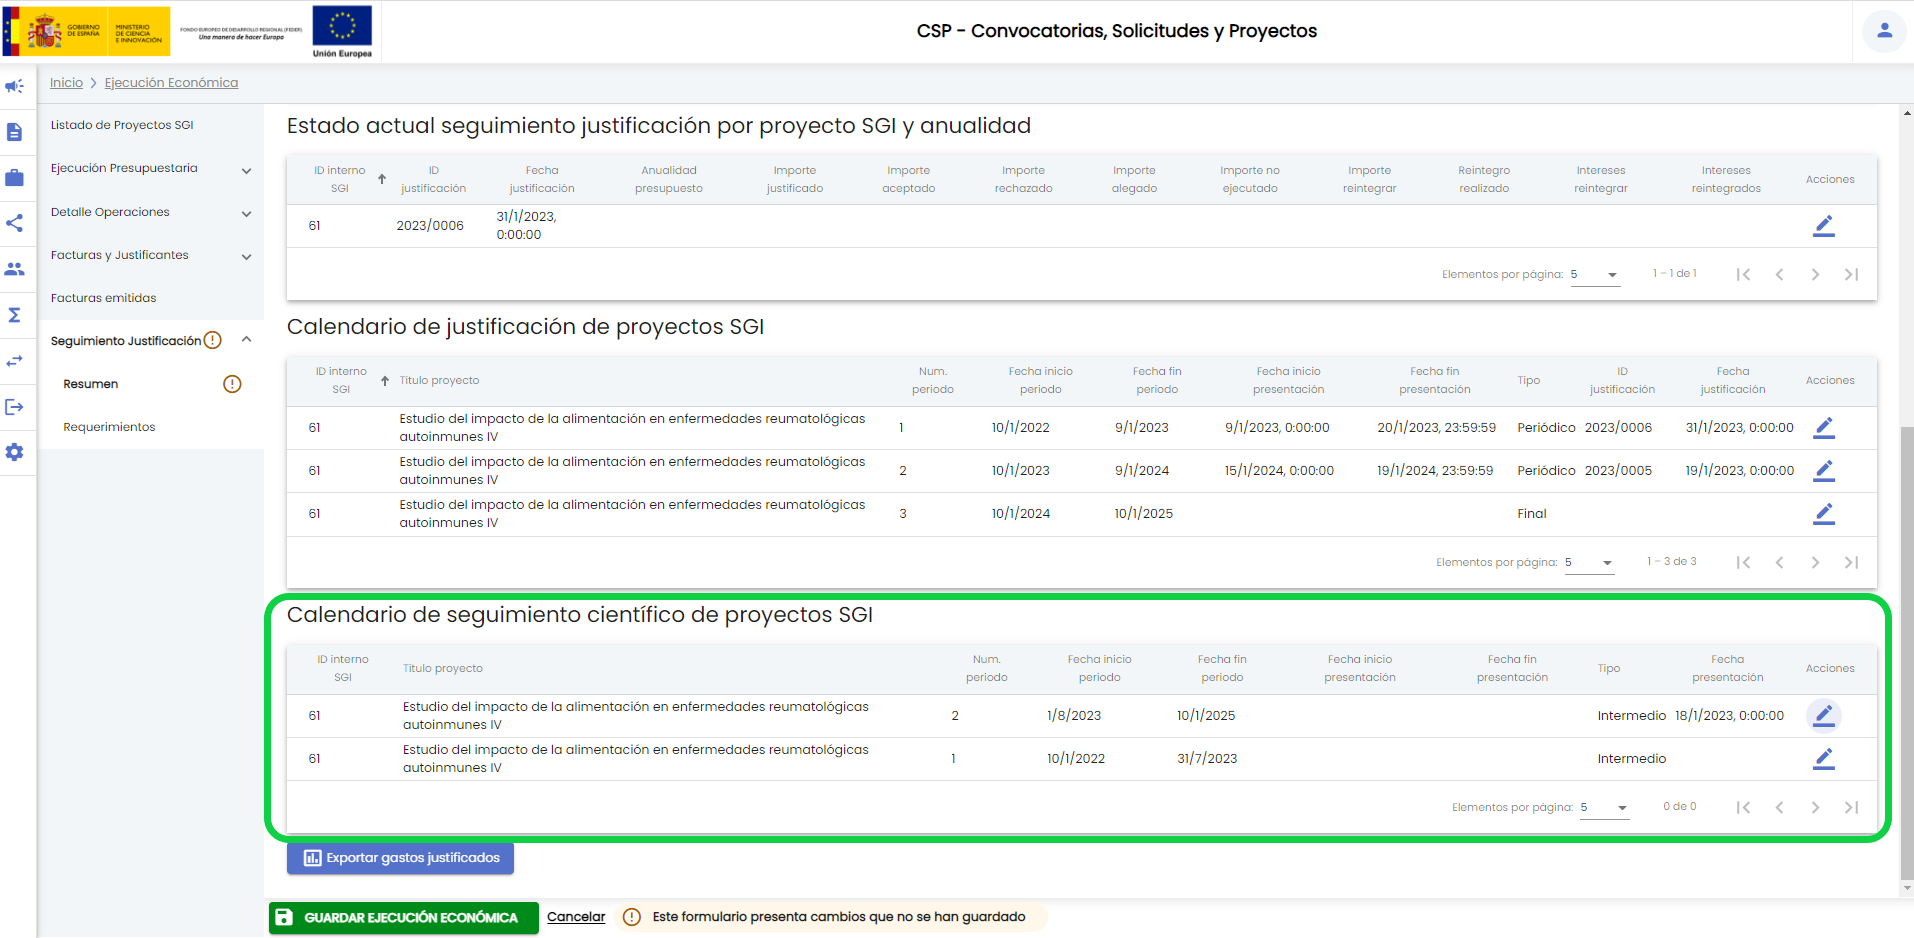 GOBIERNO
DE ESPAÑA
MINISTERIO
DE CIENCIA
E INNOVACIÓN
FONDO EUROPEO DE DESARROLLO REGIONAL (FEDER)
Una manera de hacer Europa
Unión Europea
CSP - Convocatorias, Solicitudes y Proyectos
Inicio > Ejecución Económica
Listado de Proyectos SGI
Ejecución Presupuestaria
Detalle Operaciones
Facturas y Justificantes
Facturas emitidas
Seguimiento Justificación
Resumen
Requerimientos
Estado actual seguimiento justificación por proyecto SGI y anualidad
ID interno SGI ID justificación Fecha justificación Anualidad presupuesto Importe justificado Importe aceptado Importe rechazado Importe alegado Importe no ejecutado Importe reintegrar Reintegro realizado Intereses reintegrar Intereses reintegrados Acciones
61 2023/0006 31/1/2023, 0:00:00
Elementos por página: 5 1 – 1 de 1
Calendario de justificación de proyectos SGI
ID interno SGI Título proyecto Num. periodo Fecha inicio periodo Fecha fin periodo Fecha inicio presentación Fecha fin presentación Tipo ID justificación Fecha justificación Acciones
61 Estudio del impacto de la alimentación en enfermedades reumatológicas autoinmunes IV 1 10/1/2022 9/1/2023 9/1/2023, 0:00:00 20/1/2023, 23:59:59 Periódico 2023/0006 31/1/2023, 0:00:00
61 Estudio del impacto de la alimentación en enfermedades reumatológicas autoinmunes IV 2 10/1/2023 9/1/2024 15/1/2024, 0:00:00 19/1/2024, 23:59:59 Periódico 2023/0005 19/1/2023, 0:00:00
61 Estudio del impacto de la alimentación en enfermedades reumatológicas autoinmunes IV 3 10/1/2024 10/1/2025 Final
Elementos por página: 5 1 – 3 de 3
Calendario de seguimiento científico de proyectos SGI
ID interno SGI Título proyecto Num. periodo Fecha inicio periodo Fecha fin periodo Fecha inicio presentación Fecha fin presentación Tipo Fecha presentación Acciones
61 Estudio del impacto de la alimentación en enfermedades reumatológicas autoinmunes IV 2 1/8/2023 10/1/2025 Intermedio 18/1/2023, 0:00:00
61 Estudio del impacto de la alimentación en enfermedades reumatológicas autoinmunes IV 1 10/1/2022 31/7/2023 Intermedio
Elementos por página: 5 0 de 0
Exportar gastos justificados
GUARDAR EJECUCIÓN ECONÓMICA Cancelar Este formulario presenta cambios que no se han guardado